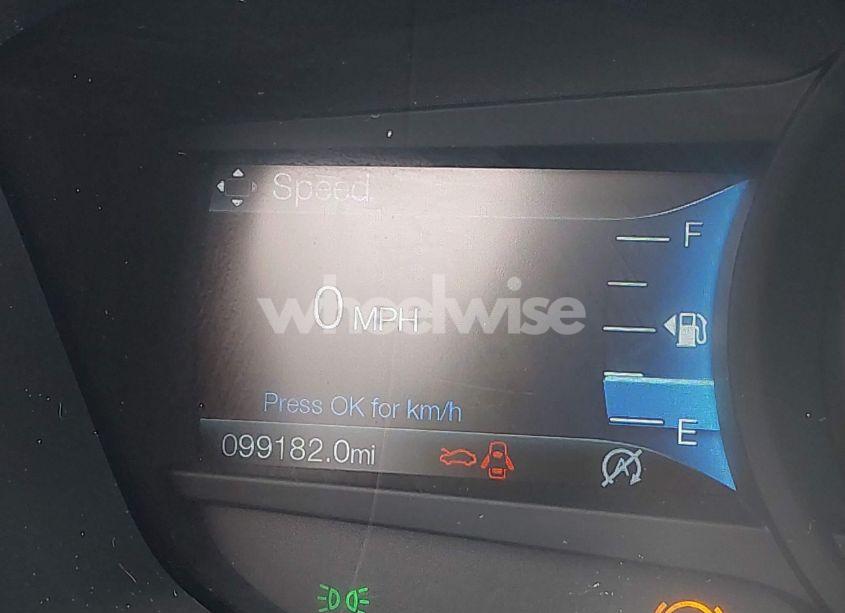 Speed
F
wheelwise
0 MPH
Press OK for km/h
E
099182.0mi
A